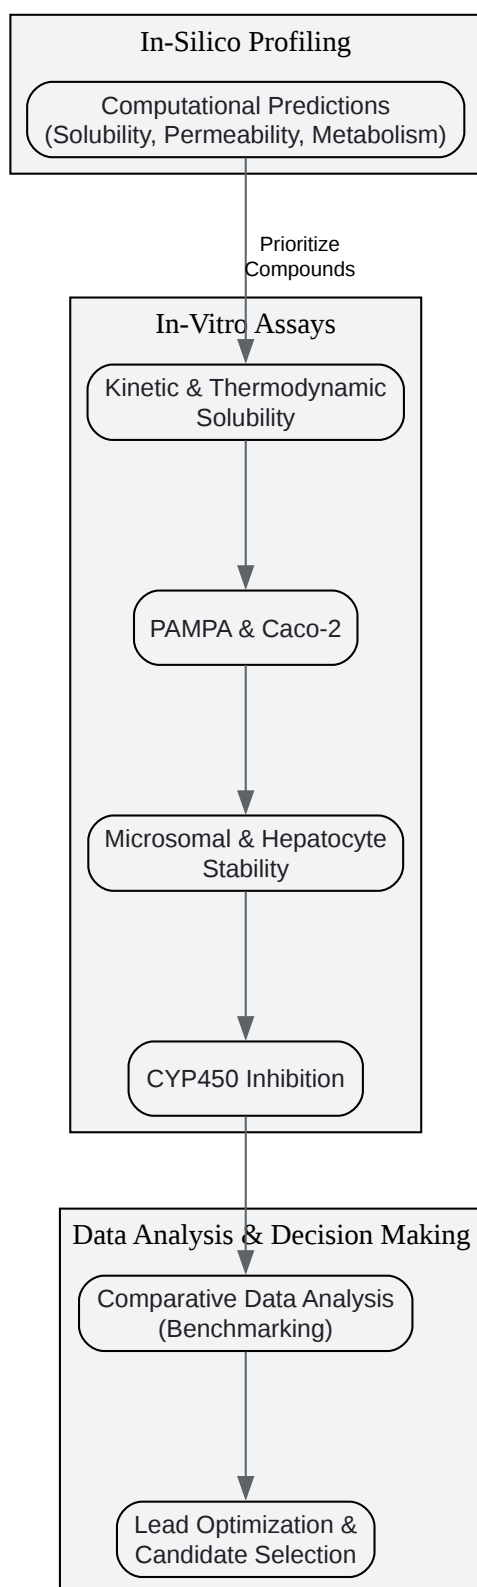 In-Silico Profiling
Computational Predictions
(Solubility, Permeability, Metabolism)
Prioritize
Compounds
In-Vitro Assays
Kinetic & Thermodynamic
Solubility
PAMPA & Caco-2
Microsomal & Hepatocyte
Stability
CYP450 Inhibition
Data Analysis & Decision Making
Comparative Data Analysis
(Benchmarking)
Lead Optimization &
Candidate Selection